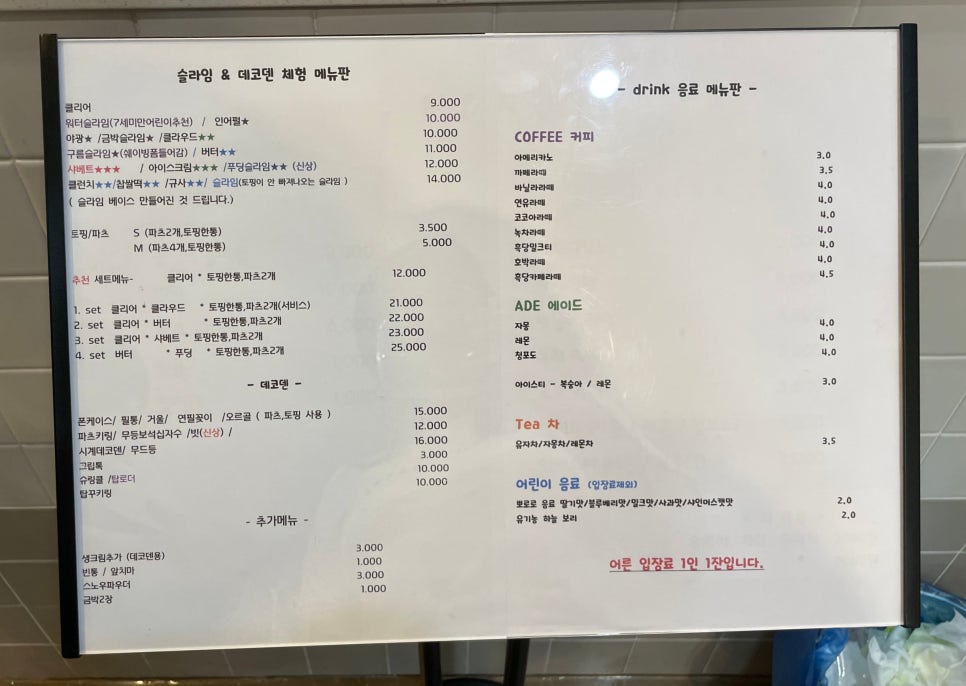 슬라임 & 데코덴 체험 메뉴판
클리어 9.000
워터슬라임(7세미만어린이추천) / 인어펄★ 10.000
야광★ /금박슬라임★ /클라우드★★ 10.000
구름슬라임★(쉐이빙폼들어감) / 버터★★ 11.000
샤베트★★★ / 아이스크림★★★ /푸딩슬라임★★ (신상) 12.000
클런치★★/찹쌀떡★★ /규사★★/ 슬라임(토핑이 안 빠져나오는 슬라임 ) 14.000
( 슬라임 베이스 만들어진 것 드립니다.)
토핑/파츠 S (파츠2개,토핑한통) 3.500
M (파츠4개,토핑한통) 5.000
추천 세트메뉴- 클리어 * 토핑한통,파츠2개 12.000
1. set 클리어 * 클라우드 * 토핑한통,파츠2개(서비스) 21.000
2. set 클리어 * 버터 * 토핑한통,파츠2개 22.000
3. set 클리어 * 샤베트 * 토핑한통,파츠2개 23.000
4. set 버터 * 푸딩 * 토핑한통,파츠2개 25.000
- 데코덴 -
폰케이스/ 필통/ 거울/ 연필꽂이 /오르골 ( 파츠,토핑 사용 ) 15.000
파츠키링/ 무등보석십자수 /빗(신상) / 12.000
시계데코덴/ 무드등 16.000
그립톡 3.000
슈링클 /탑로더 10.000
탑꾸키링 10.000
- 추가메뉴 -
생크림추가 (데코덴용) 3.000
빈통 / 앞치마 1.000
스노우파우더 3.000
금박2장 1.000
- drink 음료 메뉴판 -
COFFEE 커피
아메리카노 3.0
까페라떼 3.5
바닐라라떼 4.0
연유라떼 4.0
코코아라떼 4.0
녹차라떼 4.0
흑당밀크티 4.0
호박라떼 4.0
흑당카페라떼 4.5
ADE 에이드
자몽 4.0
레몬 4.0
청포도 4.0
아이스티 - 복숭아 / 레몬 3.0
Tea 차
유자차/자몽차/레몬차 3.5
어린이 음료 (입장료제외)
뽀로로 음료 딸기맛/블루베리맛/밀크맛/사과맛/샤인머스캣맛 2.0
유기농 하늘 보리 2.0
어른 입장료 1인 1잔입니다.